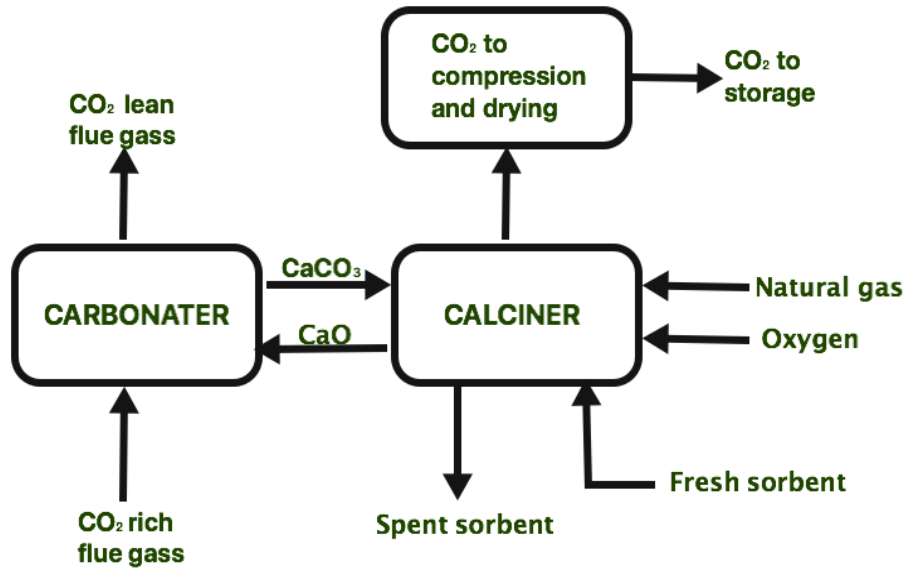 CO₂ to
compression
and drying
CO₂ to
storage
CO₂ lean
flue gass
CaCO₃
CARBONATER
CALCINER
CaO
Natural gas
Oxygen
Fresh sorbent
Spent sorbent
CO₂ rich
flue gass